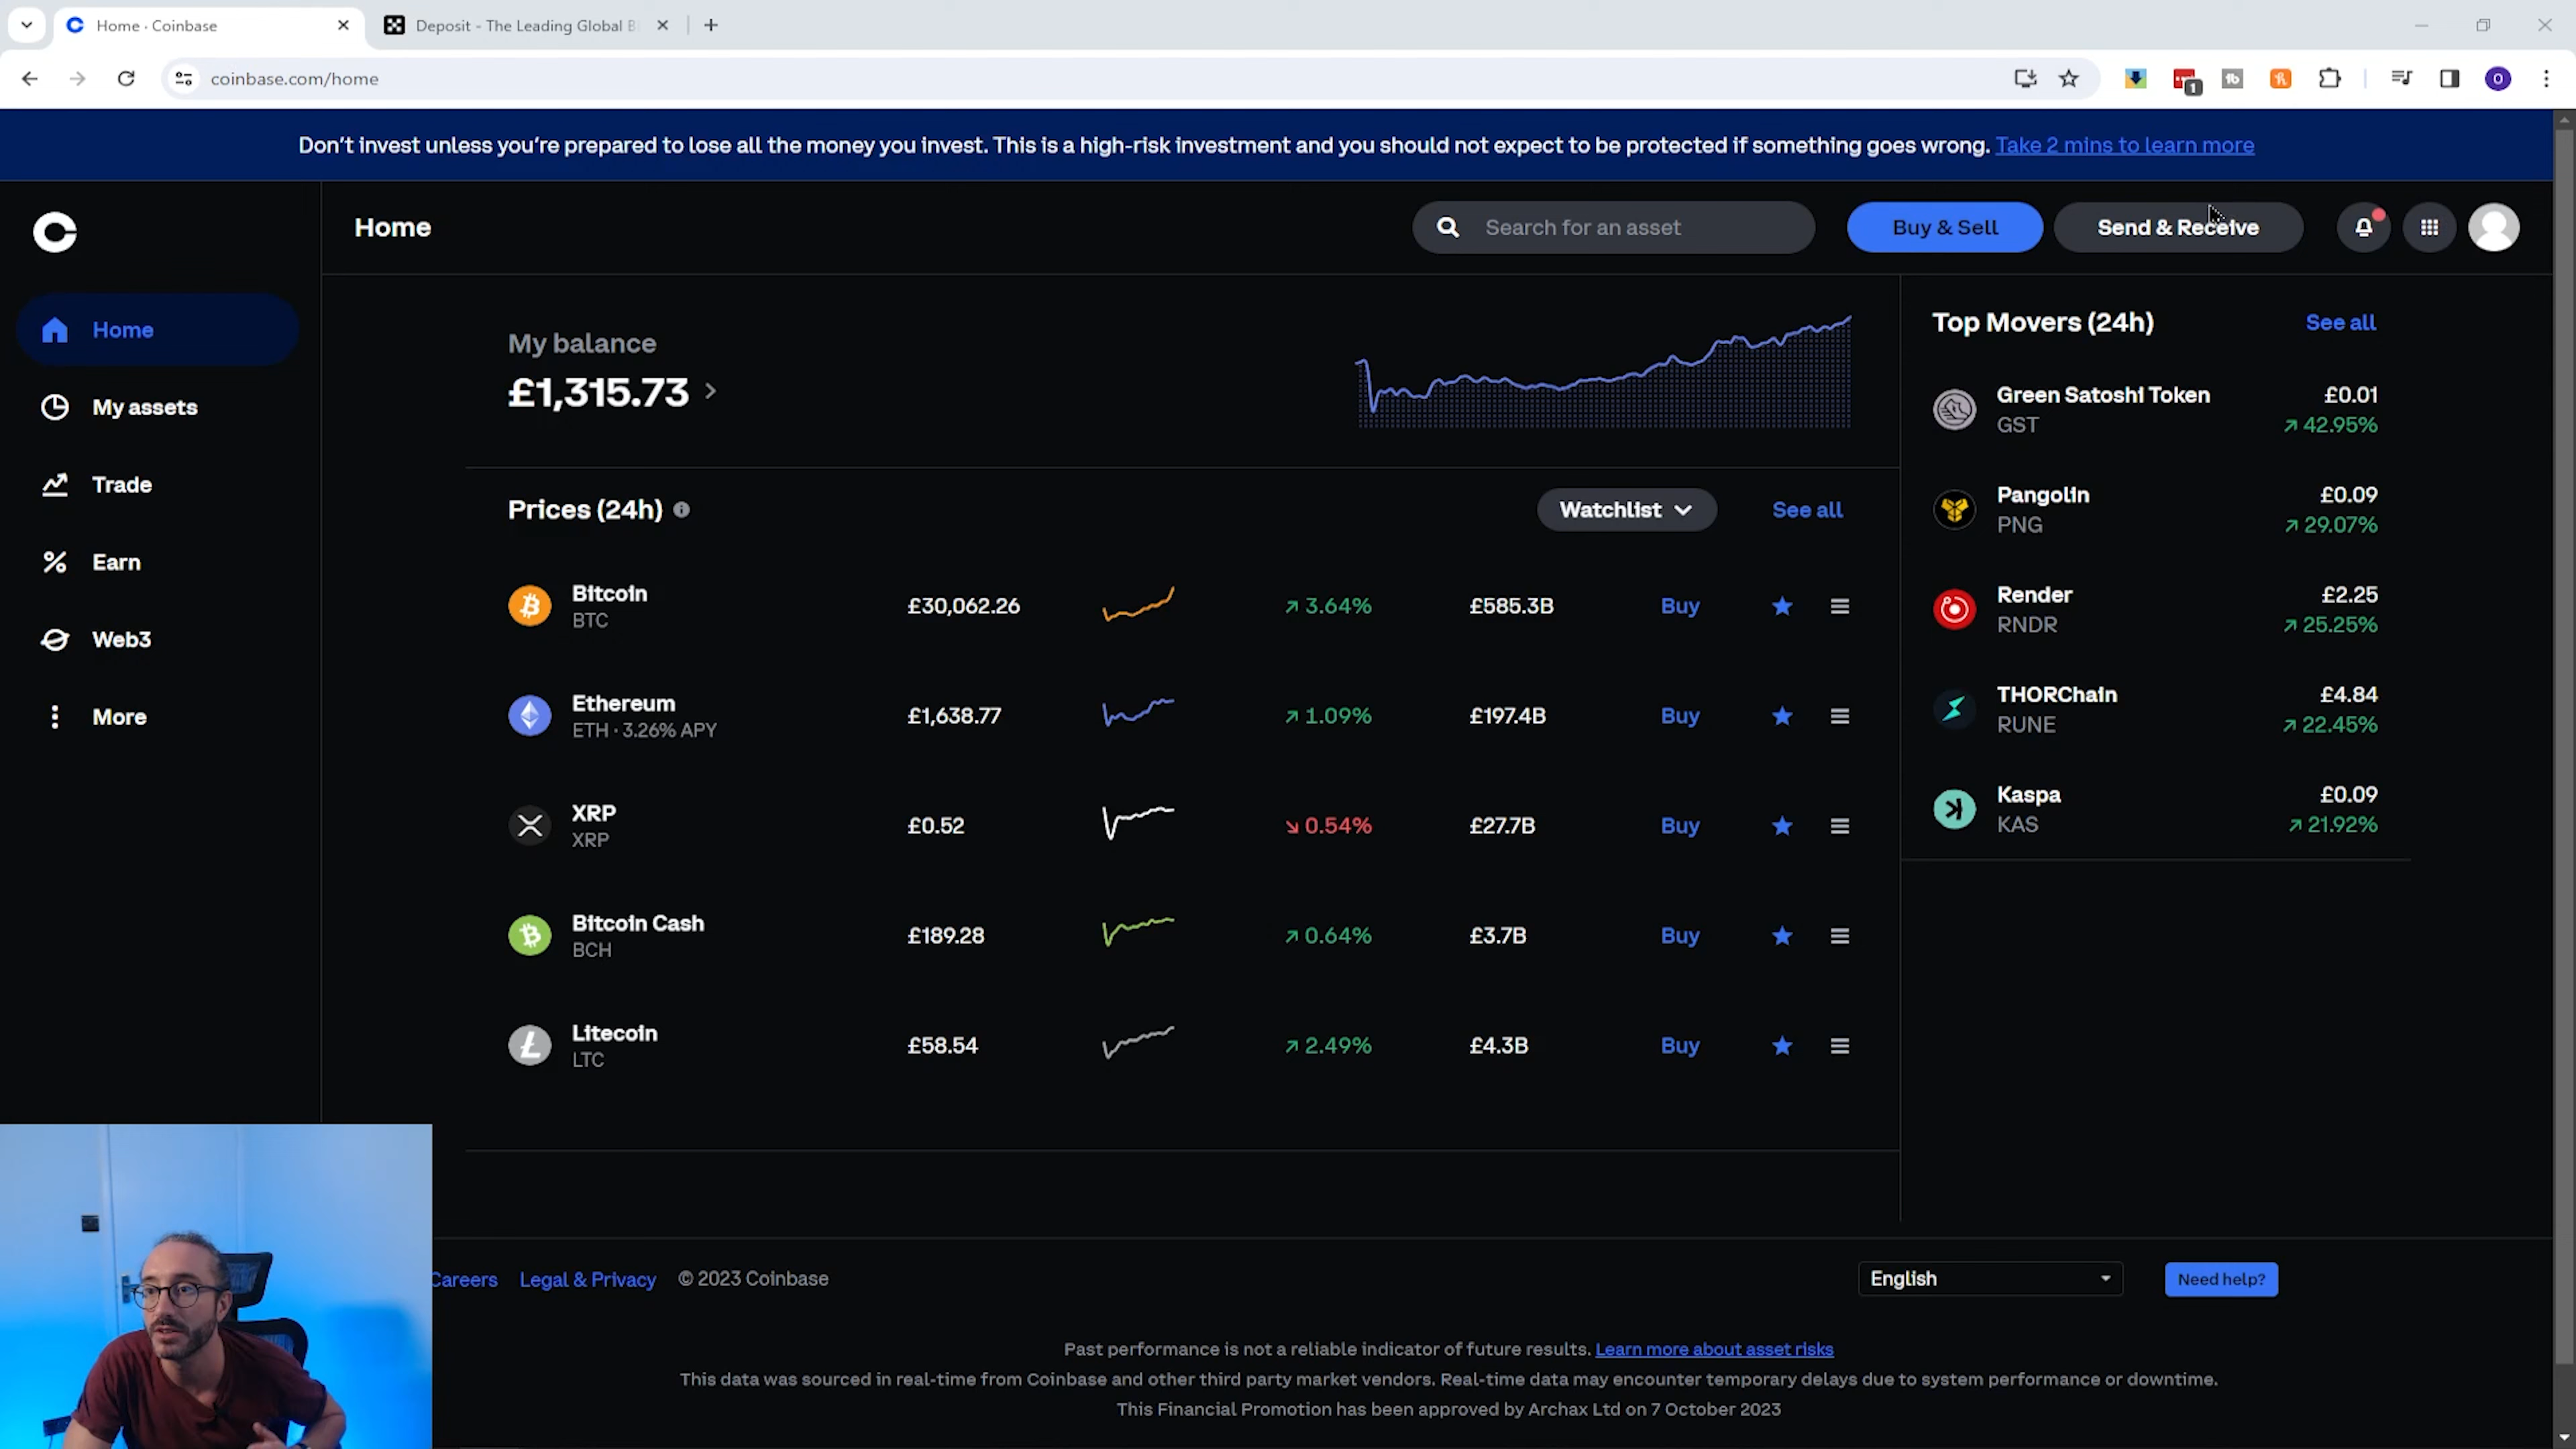 Home · Coinbase
Deposit - The Leading Global B
coinbase.com/home
1
O
Don't invest unless you're prepared to lose all the money you invest. This is a high-risk investment and you should not expect to be protected if something goes wrong. Take 2 mins to learn more
Home
Search for an asset
Buy & Sell
Send & Receive
Home
My assets
Trade
Earn
Web3
More
My balance
£1,315.73
Prices (24h)
Watchlist
See all
Bitcoin £30,062.26 3.64% £585.3B Buy
BTC
Ethereum £1,638.77 1.09% £197.4B Buy
ETH · 3.26% APY
XRP £0.52 0.54% £27.7B Buy
XRP
Bitcoin Cash £189.28 0.64% £3.7B Buy
BCH
Litecoin £58.54 2.49% £4.3B Buy
LTC
Top Movers (24h) See all
Green Satoshi Token £0.01
GST 42.95%
Pangolin £0.09
PNG 29.07%
Render £2.25
RNDR 25.25%
THORChain £4.84
RUNE 22.45%
Kaspa £0.09
KAS 21.92%
Careers Legal & Privacy © 2023 Coinbase
English
Need help?
Past performance is not a reliable indicator of future results. Learn more about asset risks
This data was sourced in real-time from Coinbase and other third party market vendors. Real-time data may encounter temporary delays due to system performance or downtime.
This Financial Promotion has been approved by Archax Ltd on 7 October 2023